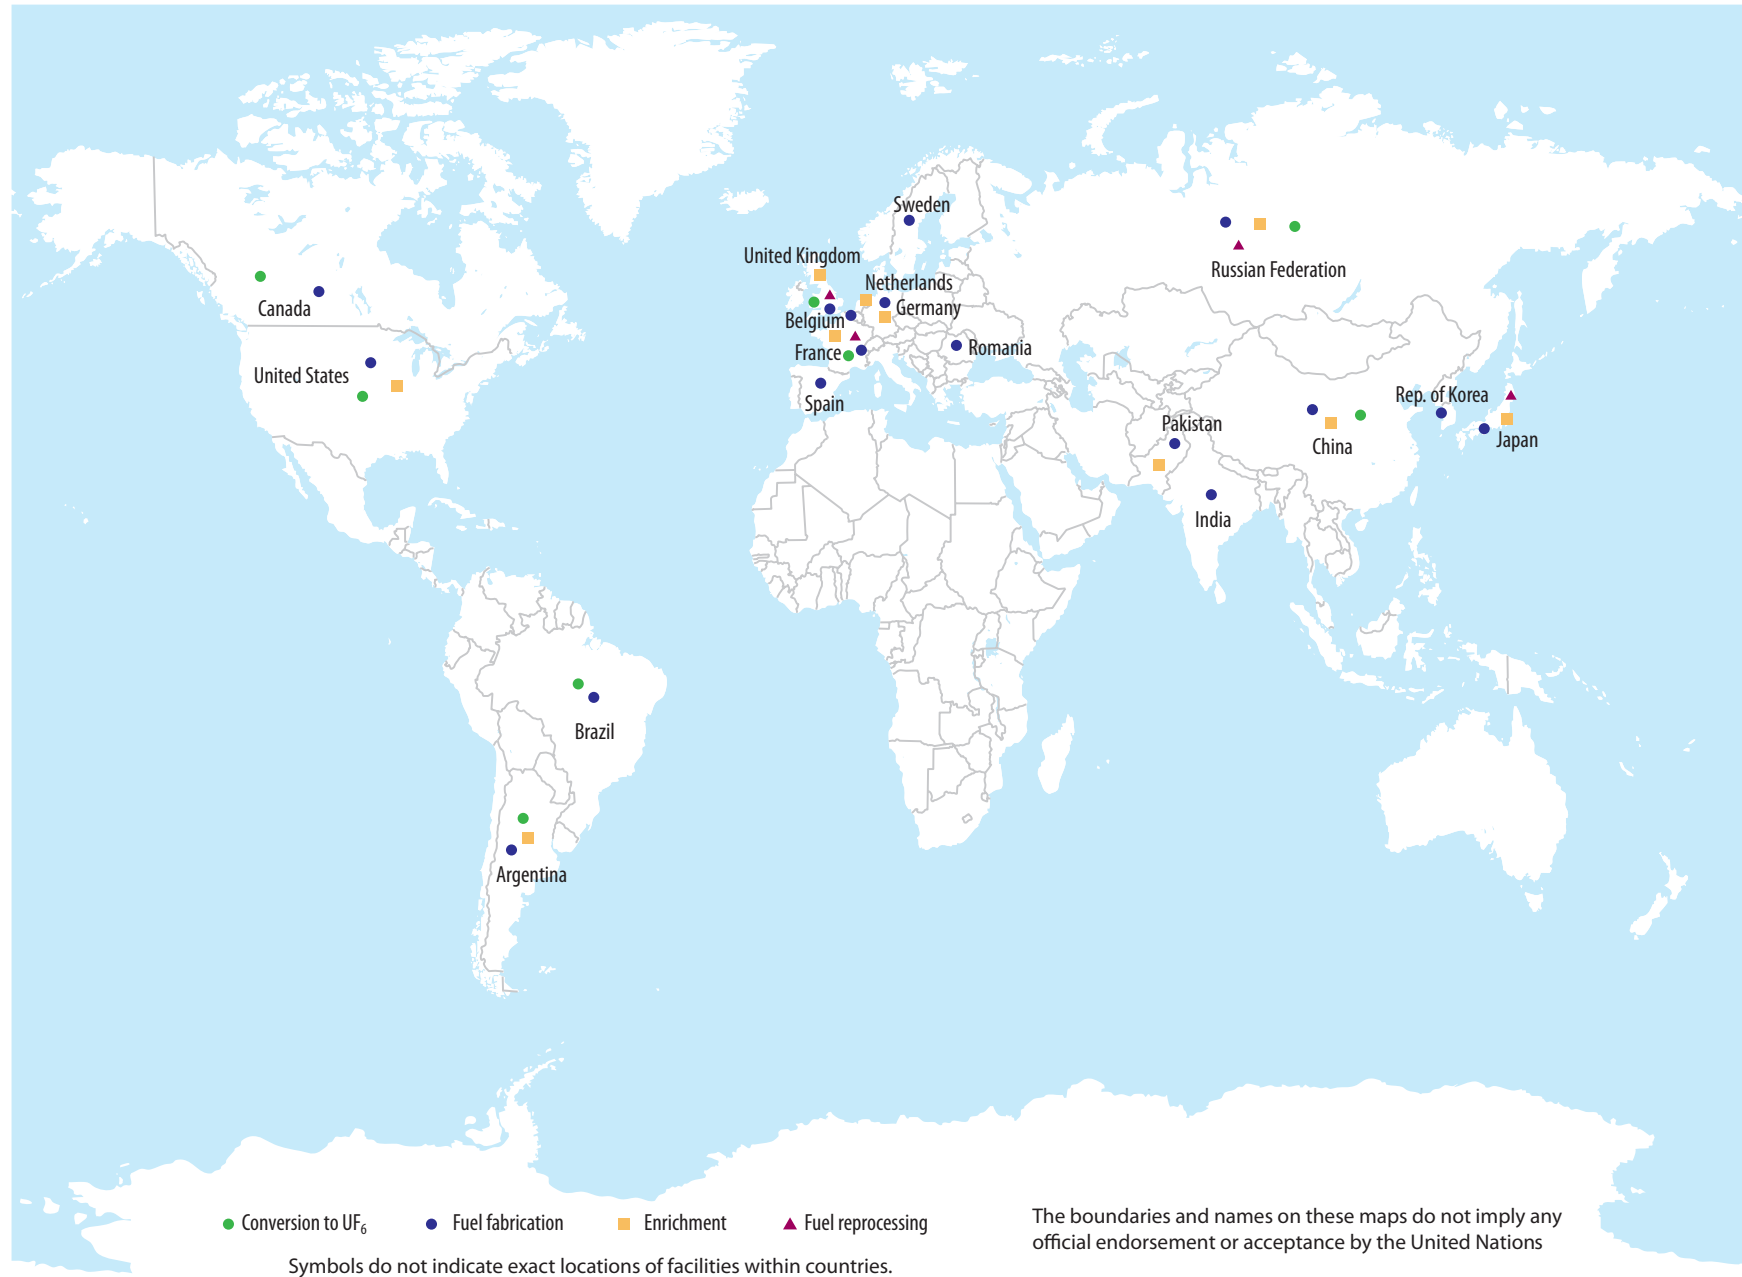 Sweden
United Kingdom
Netherlands
Russian Federation
Canada
Germany
Belgium
France
Romania
United States
Spain
Rep. of Korea
Pakistan
China
Japan
India
Brazil
Argentina
Conversion to UF6
Fuel fabrication
Enrichment
Fuel reprocessing
Symbols do not indicate exact locations of facilities within countries.
The boundaries and names on these maps do not imply any
official endorsement or acceptance by the United Nations